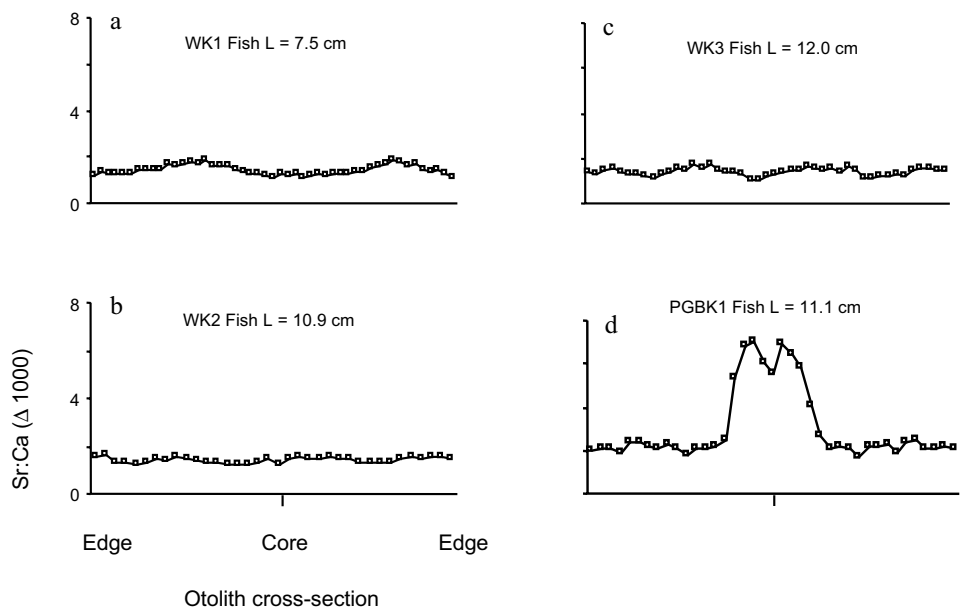 a
WK1 Fish L = 7.5 cm
8
4
0
c
WK3 Fish L = 12.0 cm
b
WK2 Fish L = 10.9 cm
8
4
0
d
PGBK1 Fish L = 11.1 cm
Sr:Ca (Δ 1000)
Edge Core Edge
Otolith cross-section